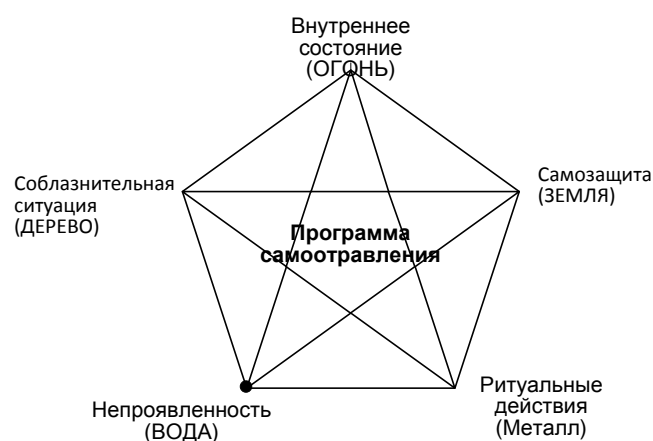 Внутреннее
состояние
(ОГОНЬ)
Соблазнительная
ситуация
(ДЕРЕВО)
Самозащита
(ЗЕМЛЯ)
Программа
самоотравления
Непроявленность
(ВОДА)
Ритуальные
действия
(Металл)